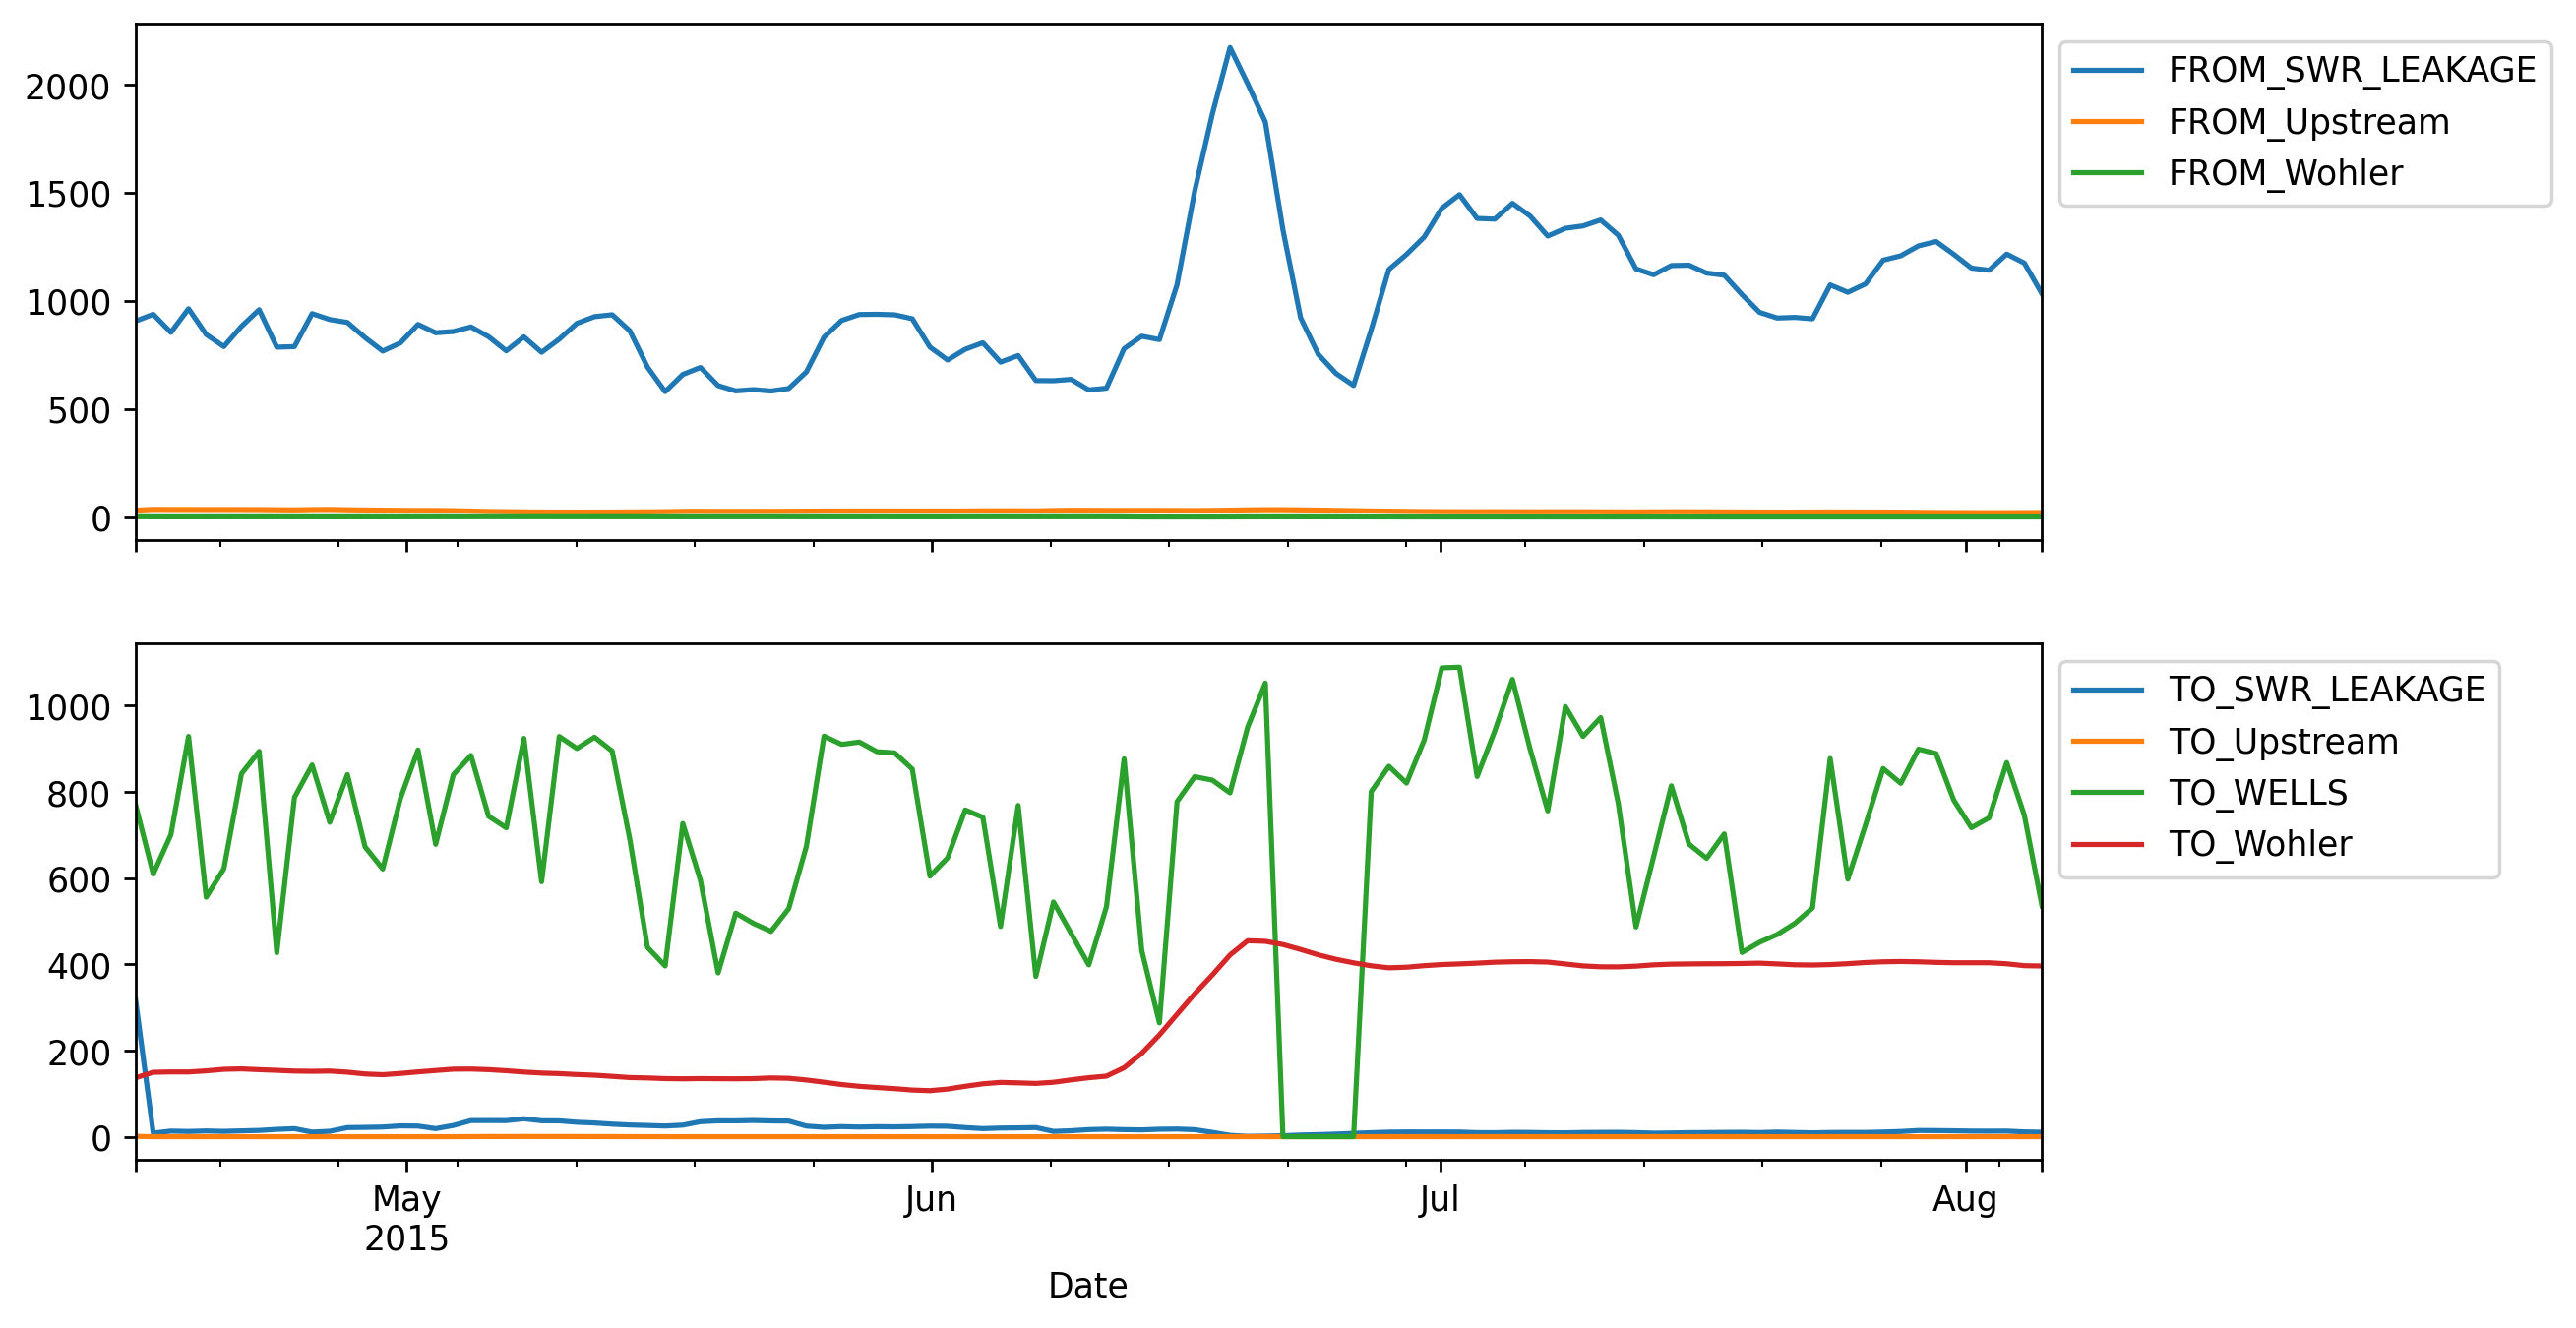 2000
1500
1000
500
0
FROM_SWR_LEAKAGE
FROM_Upstream
FROM_Wohler
1000
800
600
400
200
0
TO_SWR_LEAKAGE
TO_Upstream
TO_WELLS
TO_Wohler
May Jun Jul Aug
2015
Date